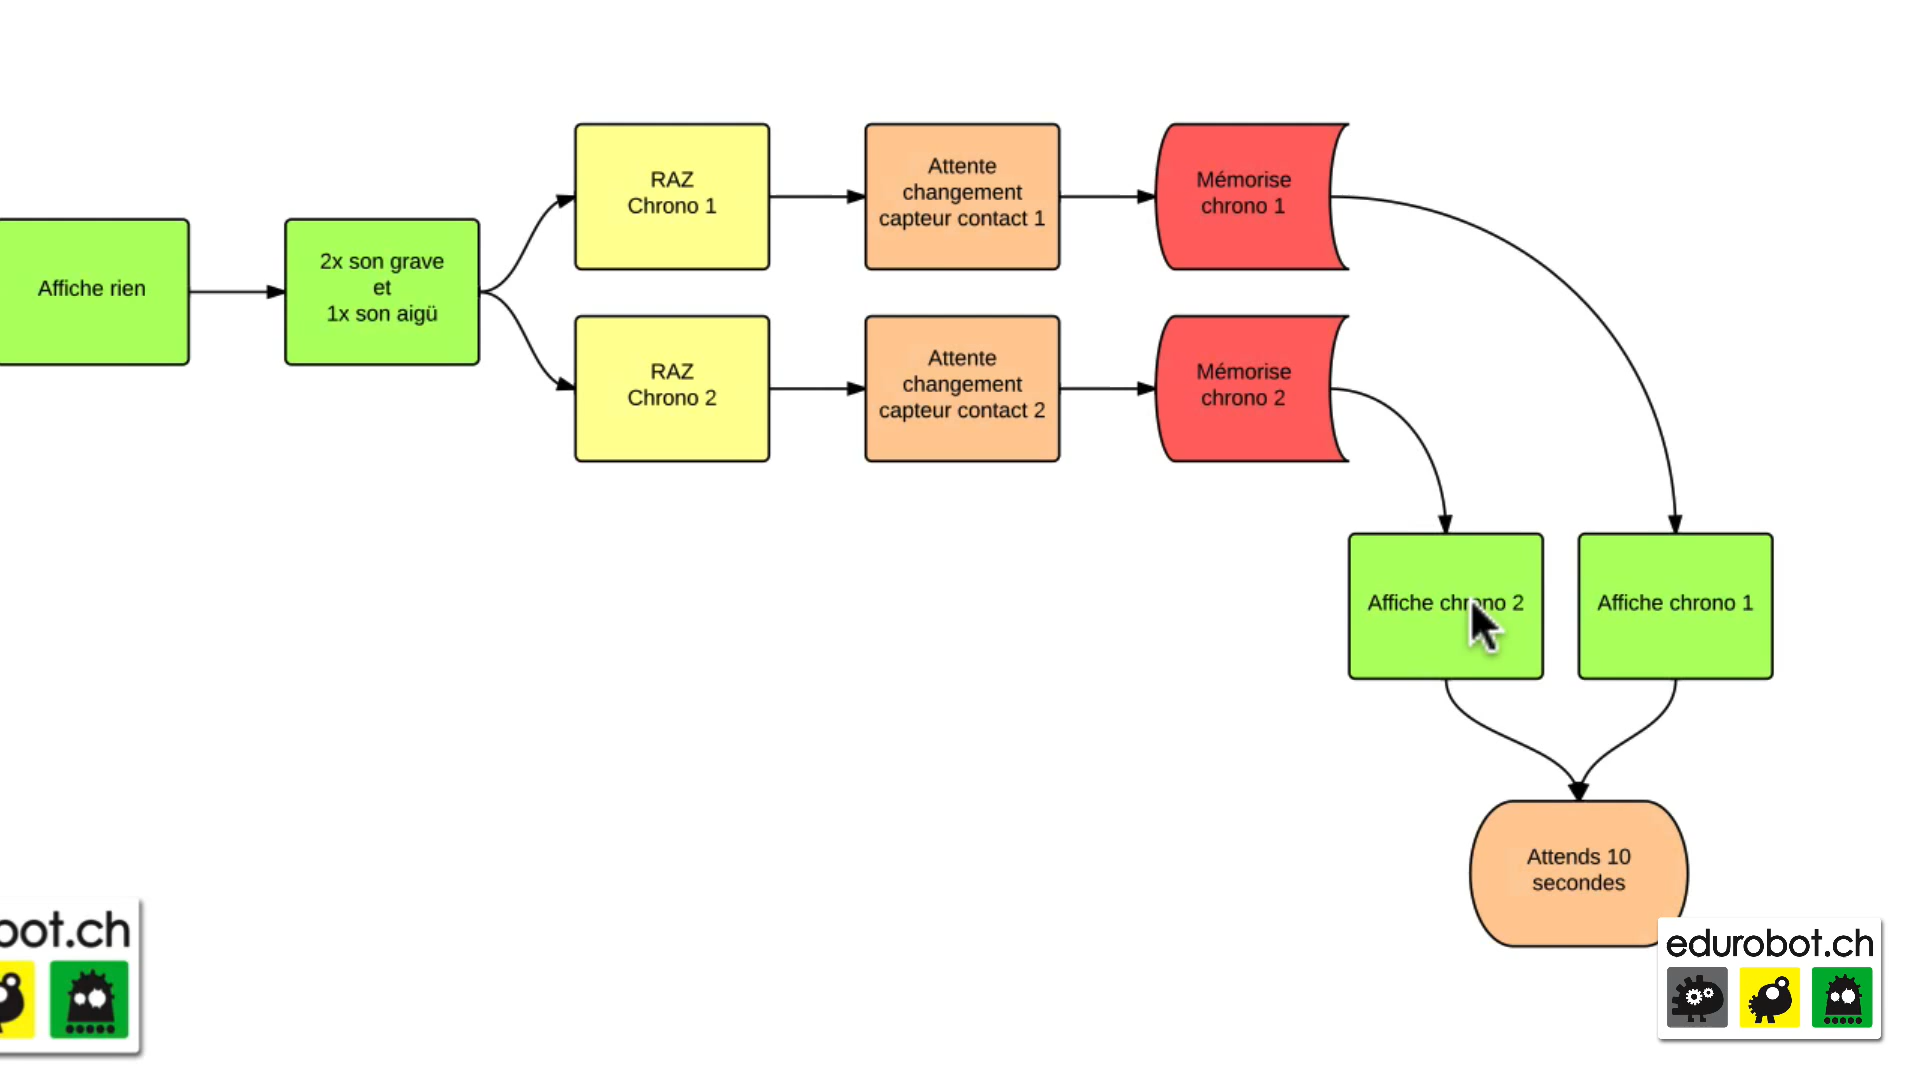 Affiche rien
2x son grave
et
1x son aigü
RAZ
Chrono 1
Attente
changement
capteur contact 1
Mémorise
chrono 1
RAZ
Chrono 2
Attente
changement
capteur contact 2
Mémorise
chrono 2
Affiche chrono 2
Affiche chrono 1
Attends 10
secondes
bot.ch
edurobot.ch